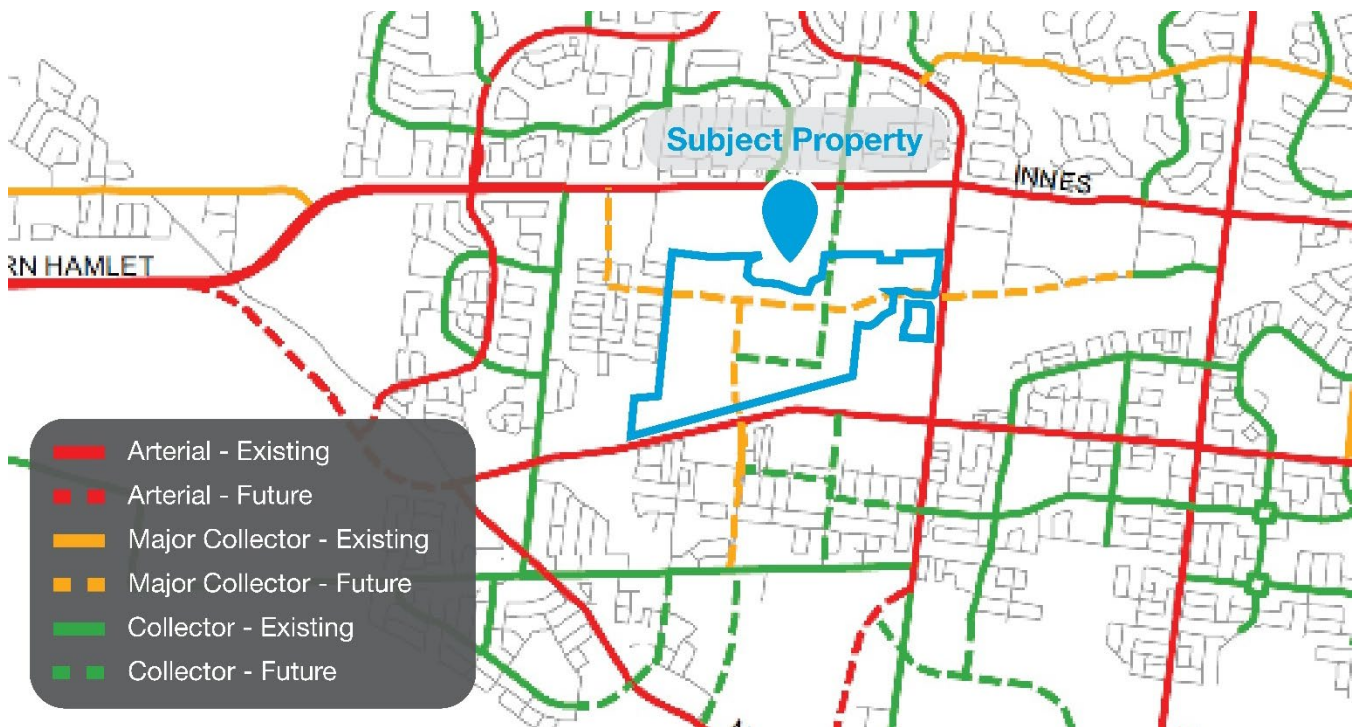 Subject Property
INNES
RN HAMLET
Arterial - Existing
Arterial - Future
Major Collector - Existing
Major Collector - Future
Collector - Existing
Collector - Future